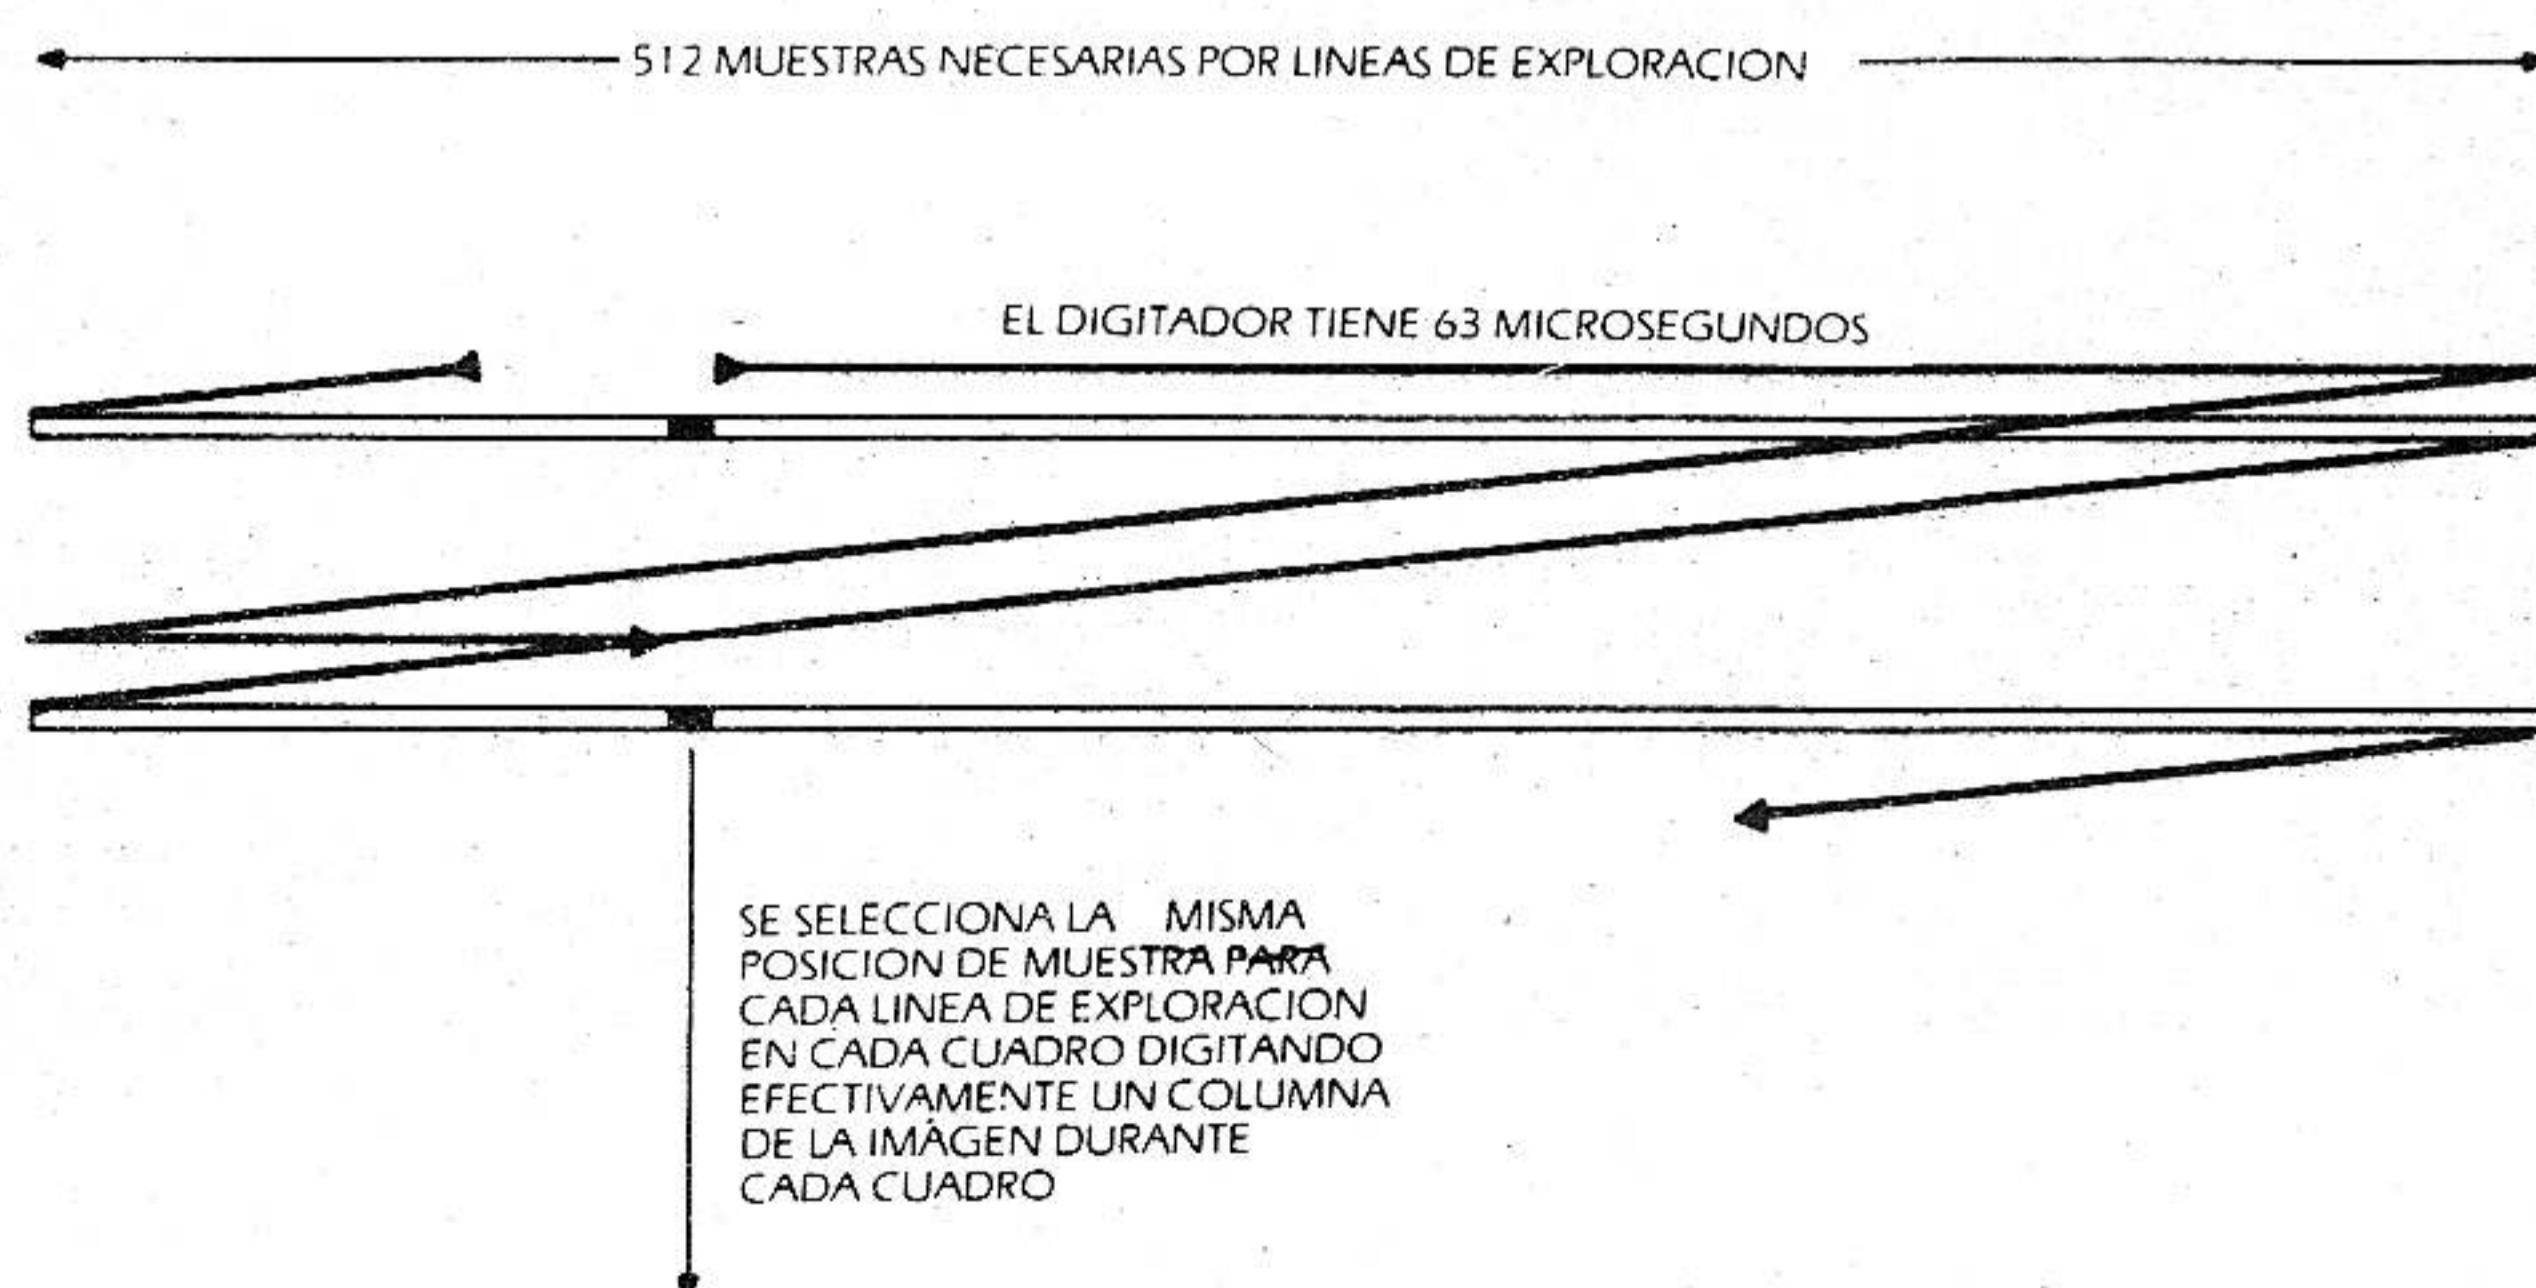 512 MUESTRAS NECESARIAS POR LINEAS DE EXPLORACION
EL DIGITADOR TIENE 63 MICROSEGUNDOS
SE SELECCIONA LA MISMA
POSICION DE MUESTRA PARA
CADA LINEA DE EXPLORACION
EN CADA CUADRO DIGITANDO
EFECTIVAMENTE UN COLUMNA
DE LA IMÁGEN DURANTE
CADA CUADRO